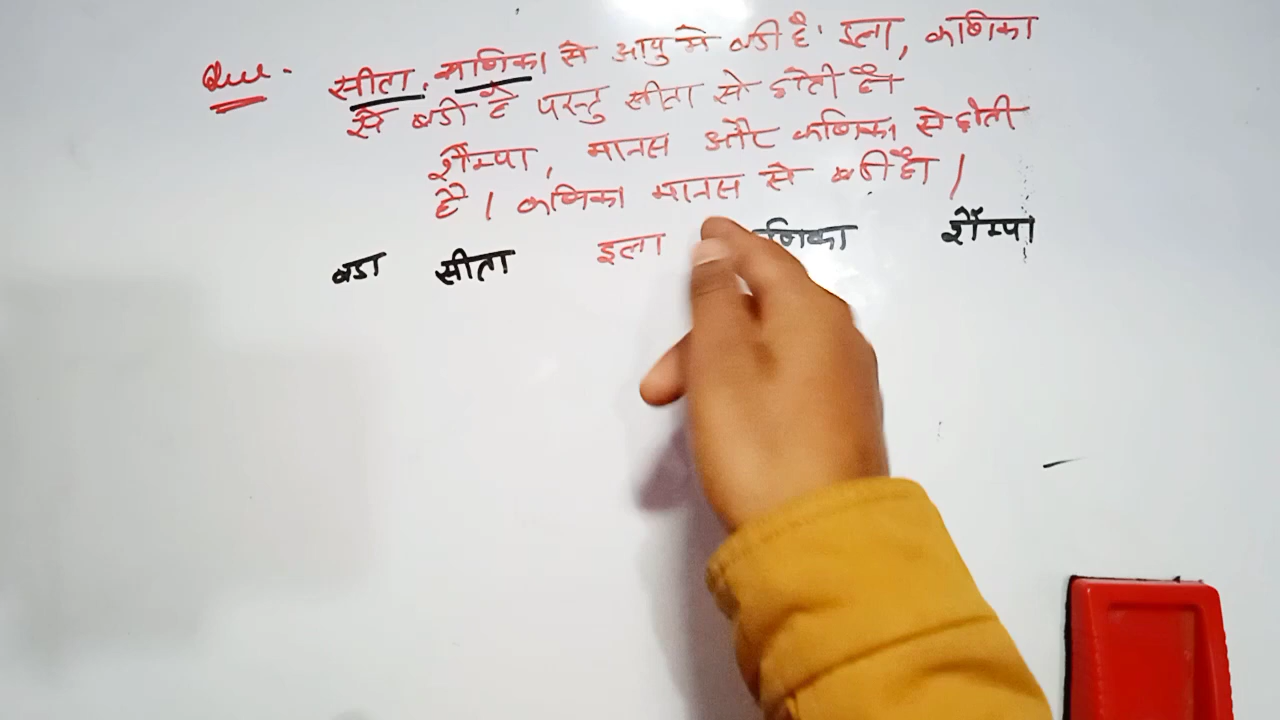 Que. सीता, मणिका से आयु मे बडी है. इला, कणिका
से बडी है परन्तु सीता से छोटी है।
शैम्पा, मानस और कणिका से छोटी
है। कणिका मानस से बडी है।
बडा सीता इला शैम्पा